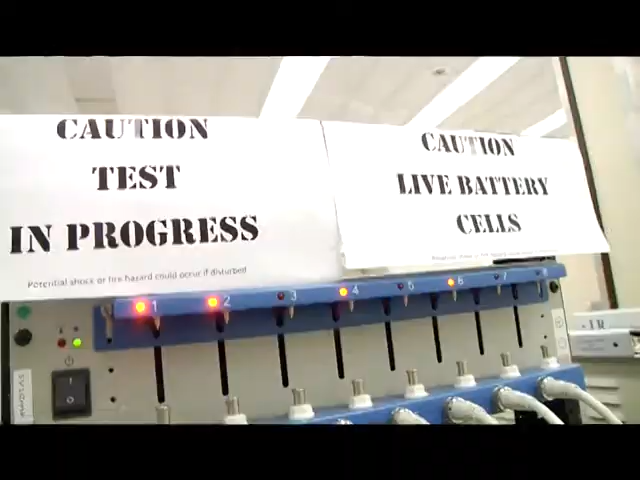 CAUTION
TEST
IN PROGRESS
Potential shock or fire hazard could occur if disturbed
CAUTION
LIVE BATTERY
CELLS
1 2 3 4 5 6 7 8